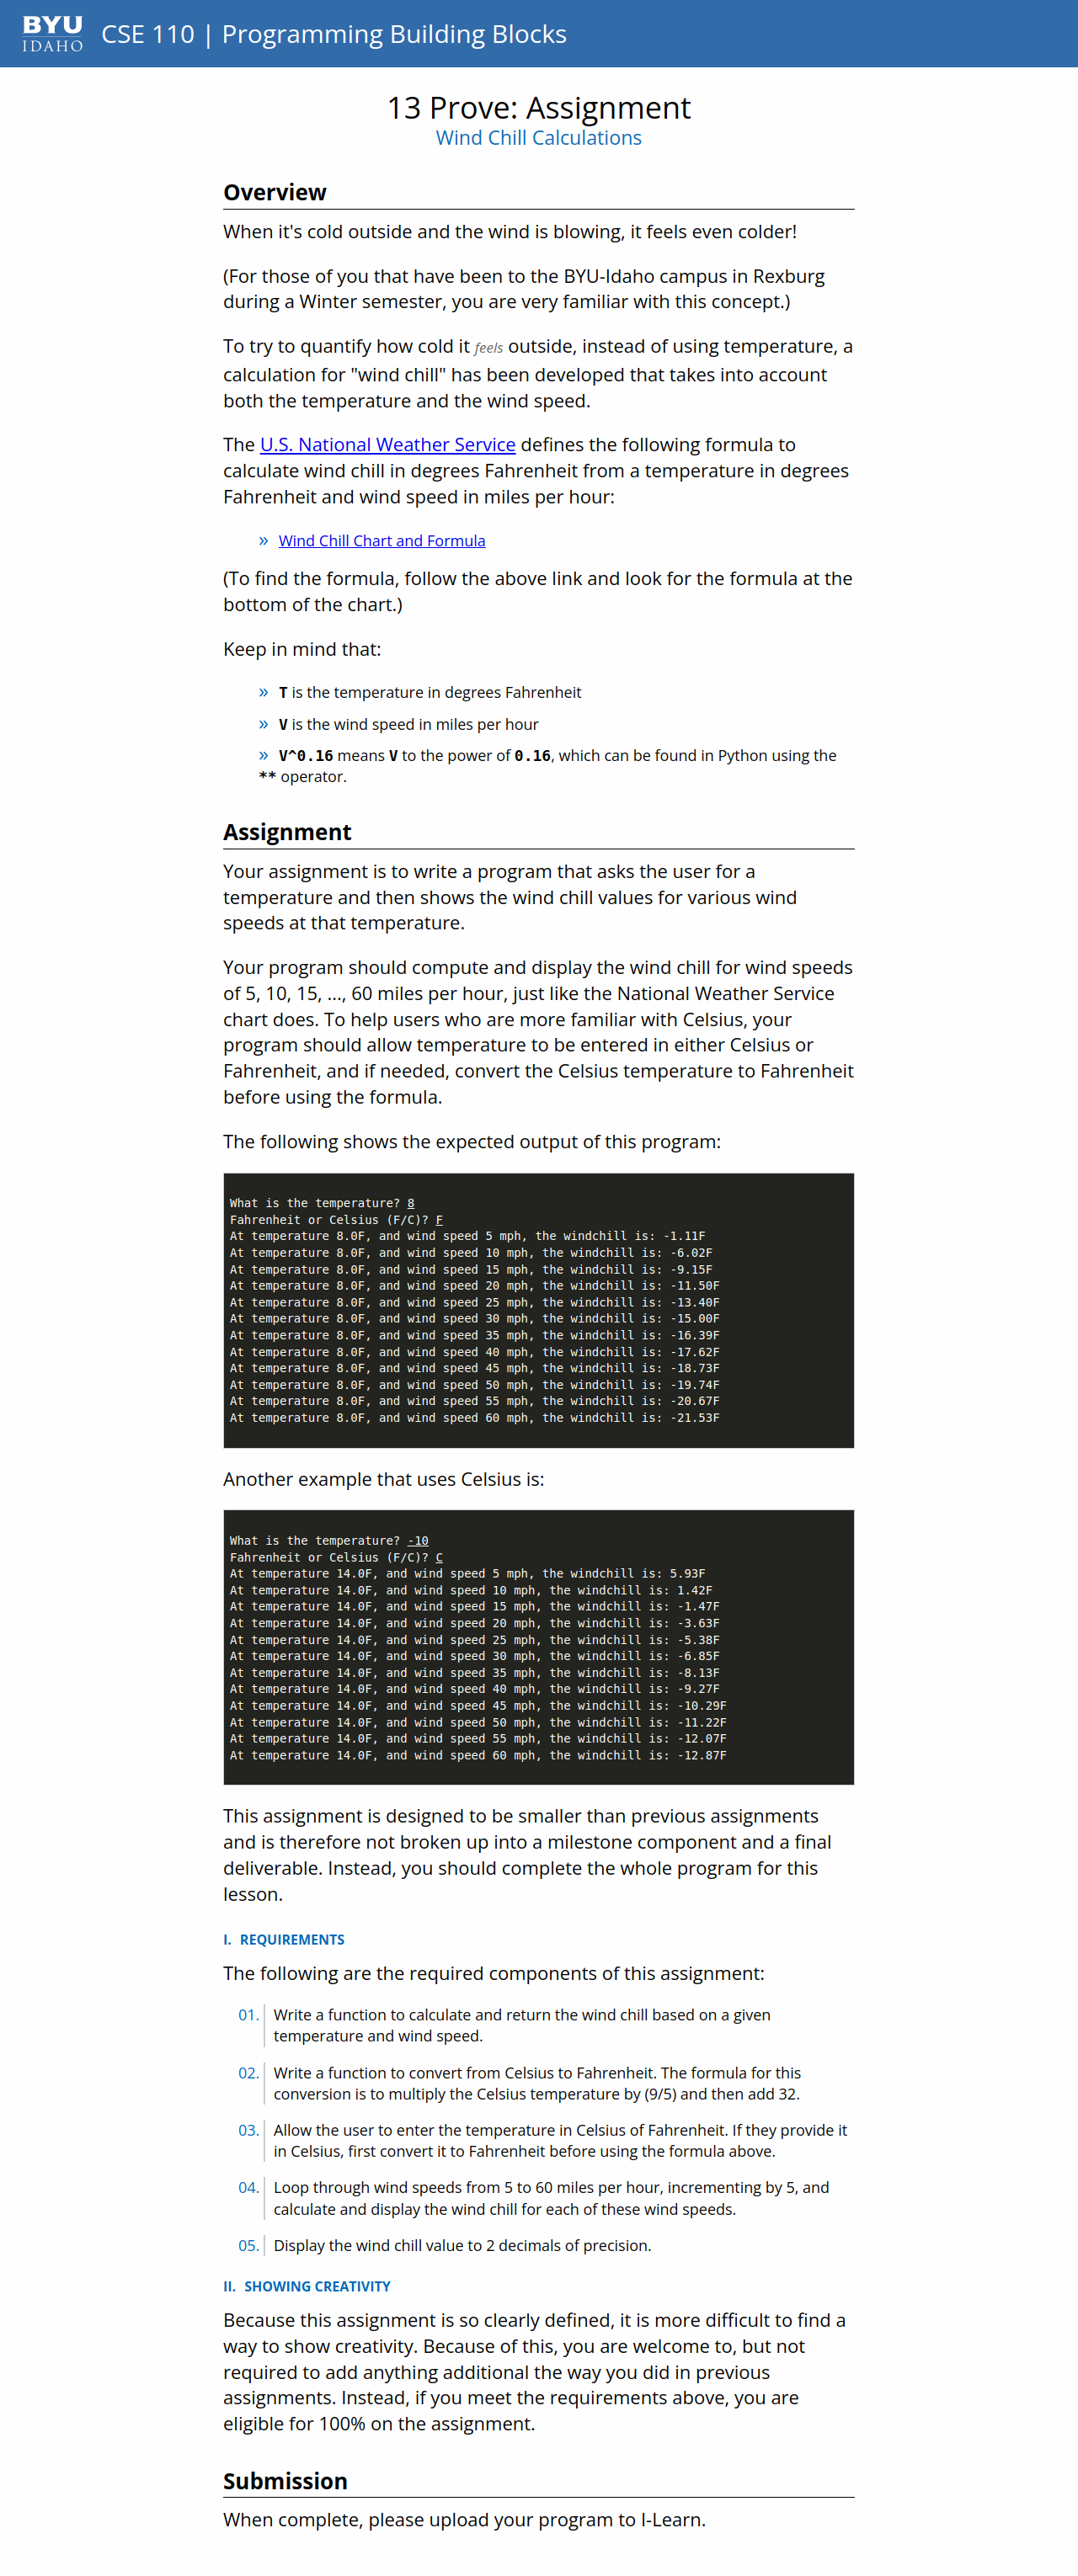 BYU
IDAHO
CSE 110 | Programming Building Blocks
13 Prove: Assignment
Wind Chill Calculations
Overview
When it's cold outside and the wind is blowing, it feels even colder!
(For those of you that have been to the BYU-Idaho campus in Rexburg
during a Winter semester, you are very familiar with this concept.)
To try to quantify how cold it feels outside, instead of using temperature, a
calculation for "wind chill" has been developed that takes into account
both the temperature and the wind speed.
The U.S. National Weather Service defines the following formula to
calculate wind chill in degrees Fahrenheit from a temperature in degrees
Fahrenheit and wind speed in miles per hour:
» Wind Chill Chart and Formula
(To find the formula, follow the above link and look for the formula at the
bottom of the chart.)
Keep in mind that:
» T is the temperature in degrees Fahrenheit
» V is the wind speed in miles per hour
» V^0.16 means V to the power of 0.16, which can be found in Python using the
** operator.
Assignment
Your assignment is to write a program that asks the user for a
temperature and then shows the wind chill values for various wind
speeds at that temperature.
Your program should compute and display the wind chill for wind speeds
of 5, 10, 15, ..., 60 miles per hour, just like the National Weather Service
chart does. To help users who are more familiar with Celsius, your
program should allow temperature to be entered in either Celsius or
Fahrenheit, and if needed, convert the Celsius temperature to Fahrenheit
before using the formula.
The following shows the expected output of this program:
What is the temperature? 8
Fahrenheit or Celsius (F/C)? F
At temperature 8.0F, and wind speed 5 mph, the windchill is: -1.11F
At temperature 8.0F, and wind speed 10 mph, the windchill is: -6.02F
At temperature 8.0F, and wind speed 15 mph, the windchill is: -9.15F
At temperature 8.0F, and wind speed 20 mph, the windchill is: -11.50F
At temperature 8.0F, and wind speed 25 mph, the windchill is: -13.40F
At temperature 8.0F, and wind speed 30 mph, the windchill is: -15.00F
At temperature 8.0F, and wind speed 35 mph, the windchill is: -16.39F
At temperature 8.0F, and wind speed 40 mph, the windchill is: -17.62F
At temperature 8.0F, and wind speed 45 mph, the windchill is: -18.73F
At temperature 8.0F, and wind speed 50 mph, the windchill is: -19.74F
At temperature 8.0F, and wind speed 55 mph, the windchill is: -20.67F
At temperature 8.0F, and wind speed 60 mph, the windchill is: -21.53F
Another example that uses Celsius is:
What is the temperature? -10
Fahrenheit or Celsius (F/C)? C
At temperature 14.0F, and wind speed 5 mph, the windchill is: 5.93F
At temperature 14.0F, and wind speed 10 mph, the windchill is: 1.42F
At temperature 14.0F, and wind speed 15 mph, the windchill is: -1.47F
At temperature 14.0F, and wind speed 20 mph, the windchill is: -3.63F
At temperature 14.0F, and wind speed 25 mph, the windchill is: -5.38F
At temperature 14.0F, and wind speed 30 mph, the windchill is: -6.85F
At temperature 14.0F, and wind speed 35 mph, the windchill is: -8.13F
At temperature 14.0F, and wind speed 40 mph, the windchill is: -9.27F
At temperature 14.0F, and wind speed 45 mph, the windchill is: -10.29F
At temperature 14.0F, and wind speed 50 mph, the windchill is: -11.22F
At temperature 14.0F, and wind speed 55 mph, the windchill is: -12.07F
At temperature 14.0F, and wind speed 60 mph, the windchill is: -12.87F
This assignment is designed to be smaller than previous assignments
and is therefore not broken up into a milestone component and a final
deliverable. Instead, you should complete the whole program for this
lesson.
I. REQUIREMENTS
The following are the required components of this assignment:
01. Write a function to calculate and return the wind chill based on a given
temperature and wind speed.
02. Write a function to convert from Celsius to Fahrenheit. The formula for this
conversion is to multiply the Celsius temperature by (9/5) and then add 32.
03. Allow the user to enter the temperature in Celsius of Fahrenheit. If they provide it
in Celsius, first convert it to Fahrenheit before using the formula above.
04. Loop through wind speeds from 5 to 60 miles per hour, incrementing by 5, and
calculate and display the wind chill for each of these wind speeds.
05. Display the wind chill value to 2 decimals of precision.
II. SHOWING CREATIVITY
Because this assignment is so clearly defined, it is more difficult to find a
way to show creativity. Because of this, you are welcome to, but not
required to add anything additional the way you did in previous
assignments. Instead, if you meet the requirements above, you are
eligible for 100% on the assignment.
Submission
When complete, please upload your program to I-Learn.